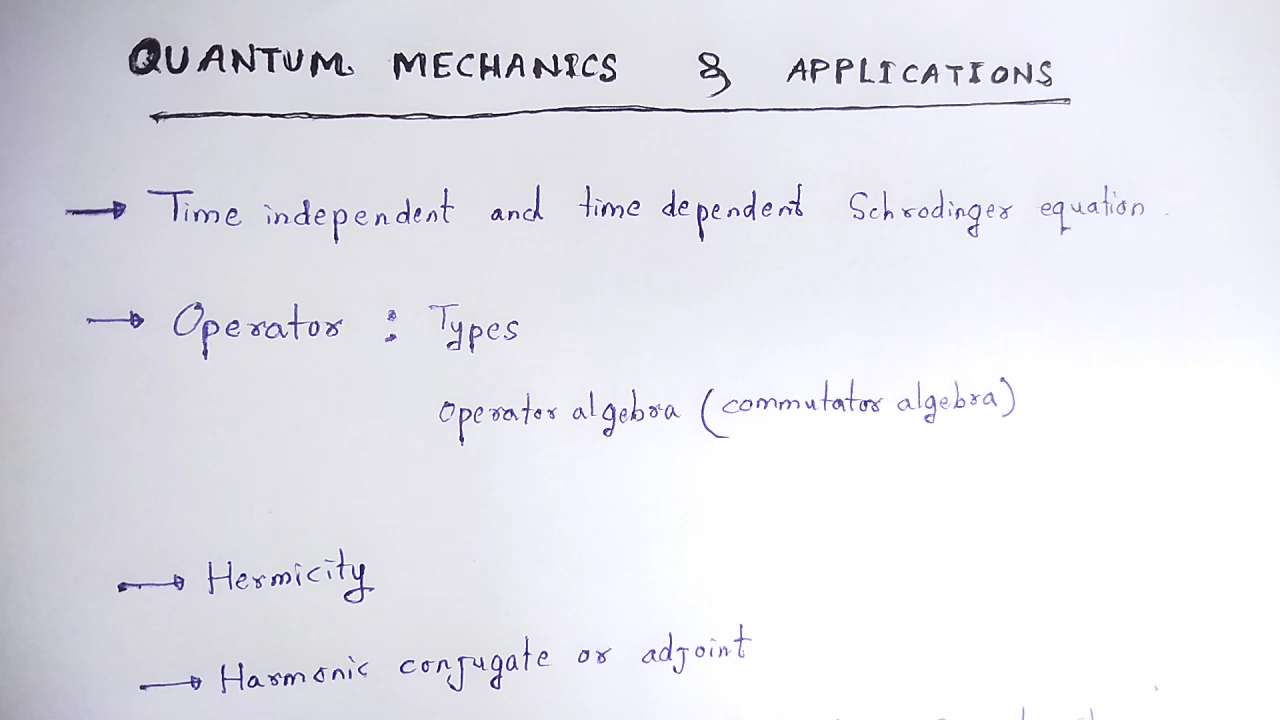 QUANTUM MECHANICS & APPLICATIONS
→ Time independent and time dependent Schrodinger equation.
→ Operator : Types
Operator algebra (commutator algebra)
→ Hermicity
→ Harmonic conjugate or adjoint